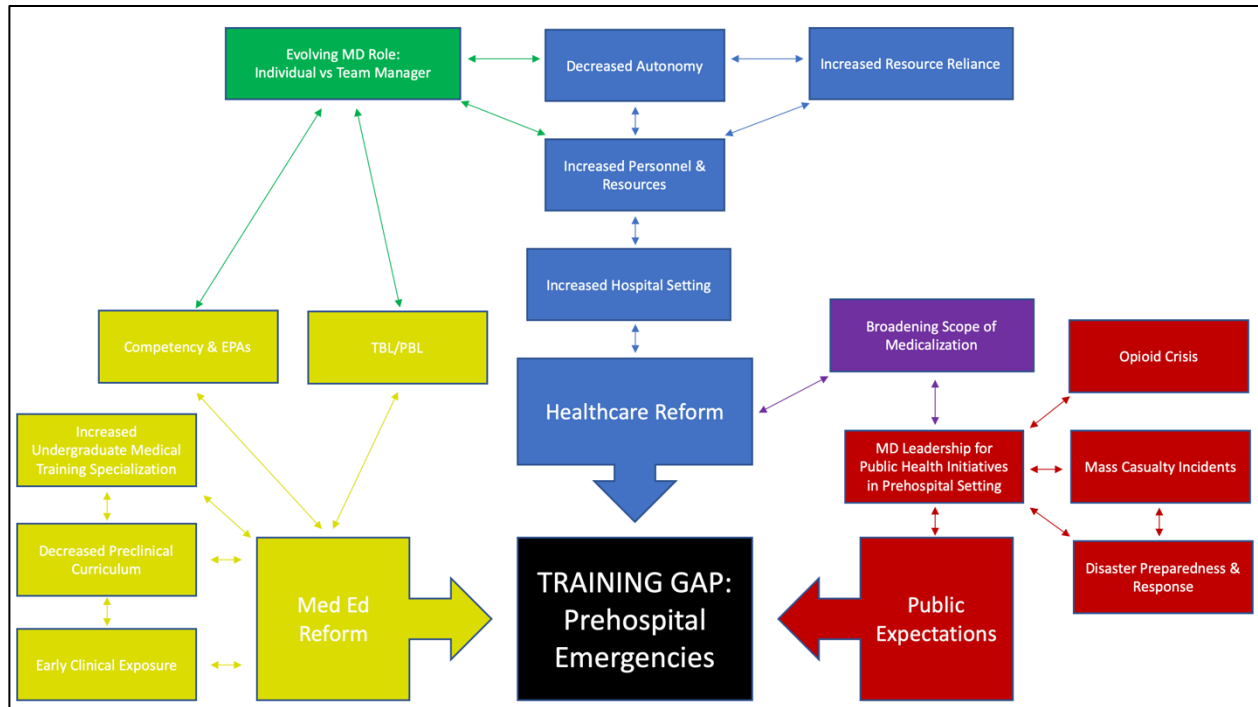 Evolving MD Role:
Individual vs Team Manager
Decreased Autonomy
Increased Resource Reliance
Increased Personnel &
Resources
Increased Hospital Setting
Competency & EPAs
TBL/PBL
Broadening Scope of
Medicalization
Opioid Crisis
Healthcare Reform
Increased
Undergraduate Medical
Training Specialization
MD Leadership for
Public Health Initiatives
in Prehospital Setting
Mass Casualty Incidents
Decreased Preclinical
Curriculum
Disaster Preparedness &
Response
Med Ed
Reform
TRAINING GAP:
Prehospital
Emergencies
Public
Expectations
Early Clinical Exposure